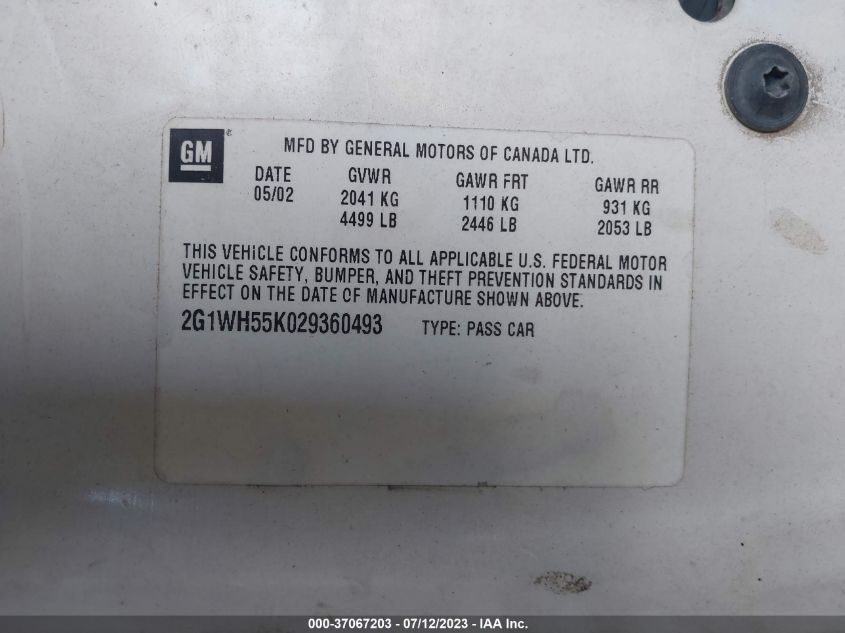 GM
MFD BY GENERAL MOTORS OF CANADA LTD.
DATE GVWR GAWR FRT GAWR RR
05/02 2041 KG 1110 KG 931 KG
4499 LB 2446 LB 2053 LB
THIS VEHICLE CONFORMS TO ALL APPLICABLE U.S. FEDERAL MOTOR
VEHICLE SAFETY, BUMPER, AND THEFT PREVENTION STANDARDS IN
EFFECT ON THE DATE OF MANUFACTURE SHOWN ABOVE.
2G1WH55K029360493 TYPE: PASS CAR
000-37067203 - 07/12/2023 - IAA Inc.